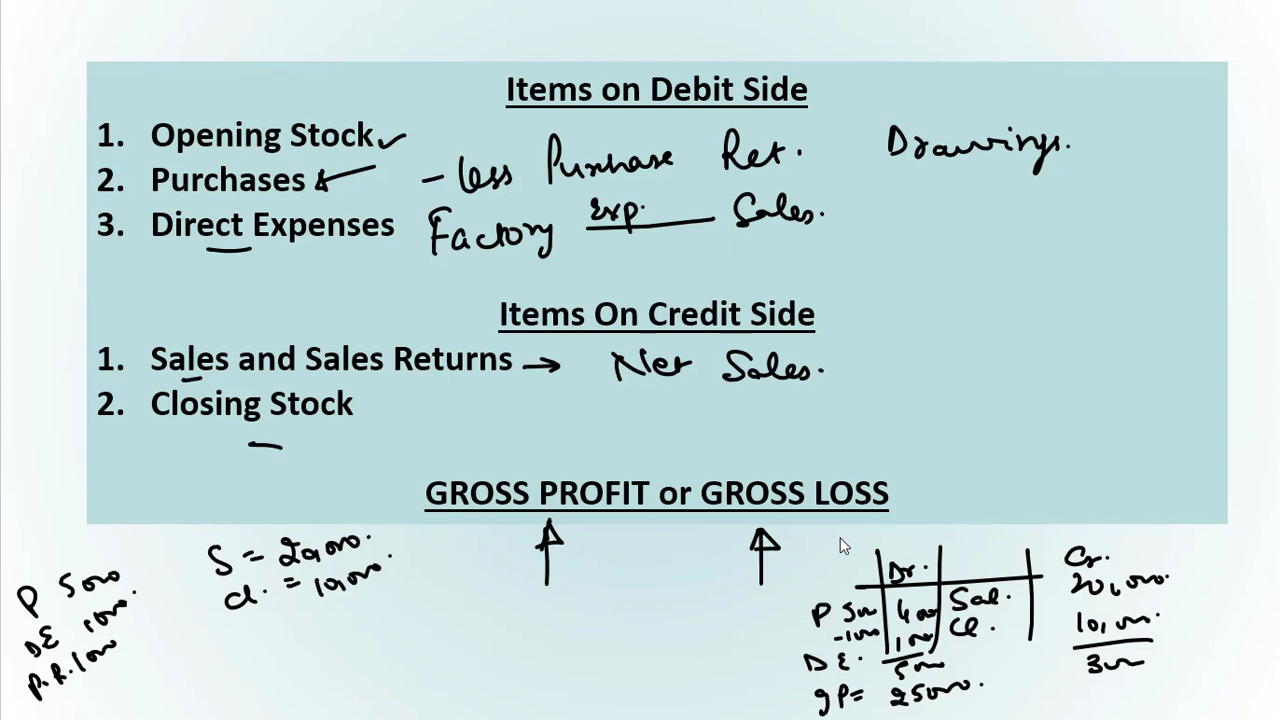 Items on Debit Side
1. Opening Stock
2. Purchases - less Purchase Ret. Drawings.
3. Direct Expenses Factory Exp. Sales.
Items On Credit Side
1. Sales and Sales Returns → Net Sales.
2. Closing Stock
GROSS PROFIT or GROSS LOSS
S = 20,000.
Cl. = 10,000.
P 5000
DE 1000
P.R. 1000
Dr. Cr.
Sal. 20,000.
Cl. 10,000.
DE.
GP = 25000.